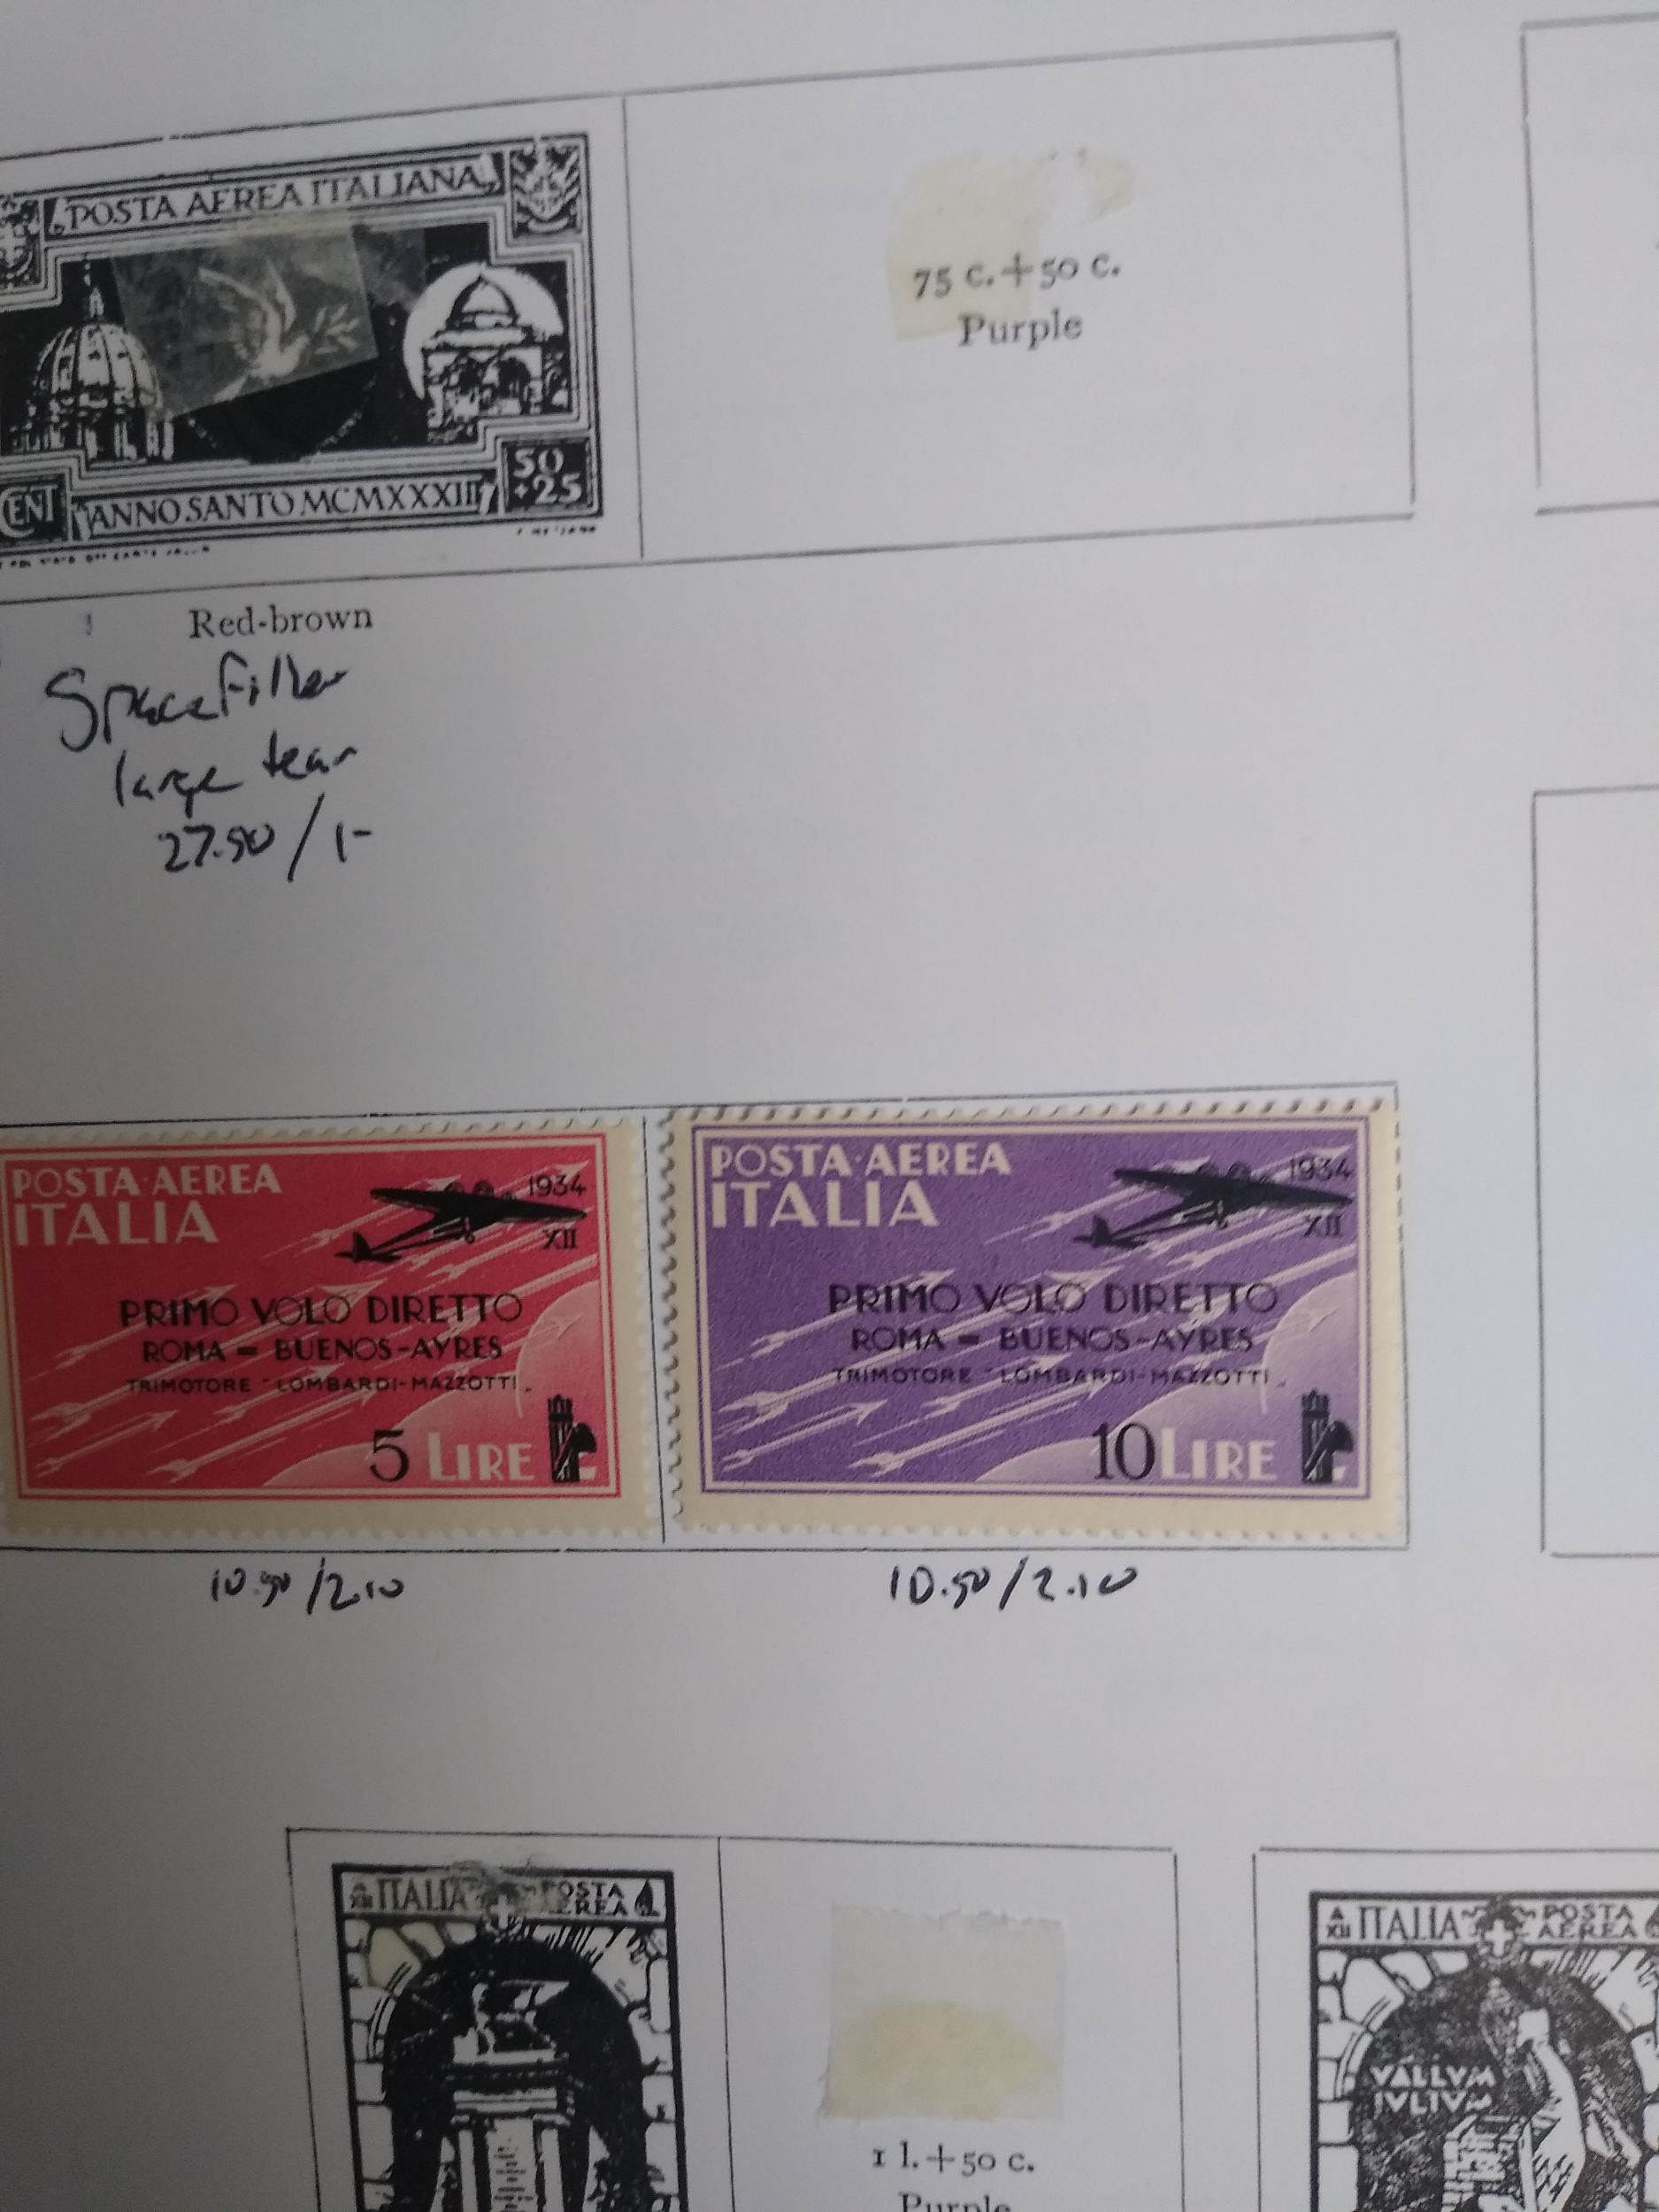 POSTA AEREA ITALIANA
CENT
ANNO SANTO MCMXXXIII
50
+25
75 c.+50 c.
Purple
Red-brown
Space Filler
large tear
27.50/1-
POSTA·AEREA
ITALIA
1934
XII
PRIMO VOLO DIRETTO
ROMA - BUENOS-AYRES
TRIMOTORE "LOMBARDI-MAZZOTTI„
5 LIRE
POSTA·AEREA
ITALIA
1934
XII
PRIMO VOLO DIRETTO
ROMA - BUENOS-AYRES
TRIMOTORE "LOMBARDI-MAZZOTTI„
10 LIRE
10.50/2.10
10.50/2.10
A
XII ITALIA POSTA
AEREA
1 l.+50 c.
Purple
A
XII ITALIA POSTA
AEREA
VALLVM
IVLIVM